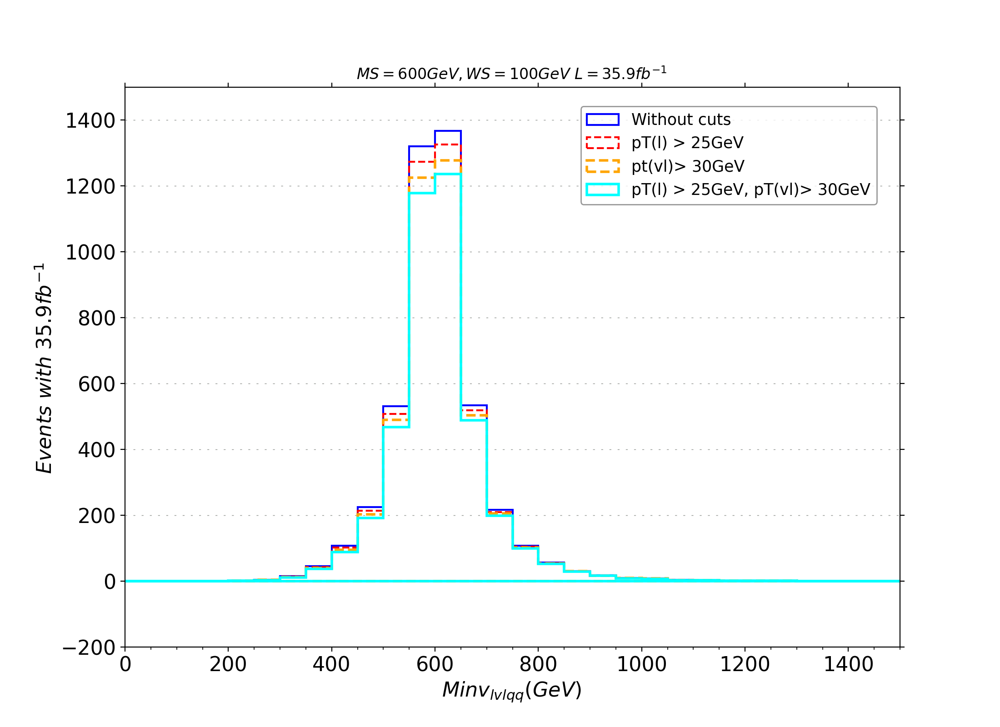 MS = 600GeV, WS = 100GeV L = 35.9fb⁻¹
1400
1200
1000
800
600
400
200
0
−200
Events with 35.9fb⁻¹
Without cuts
pT(l) > 25GeV
pt(vl)> 30GeV
pT(l) > 25GeV, pT(vl)> 30GeV
0 200 400 600 800 1000 1200 1400
Minv_lvlqq(GeV)